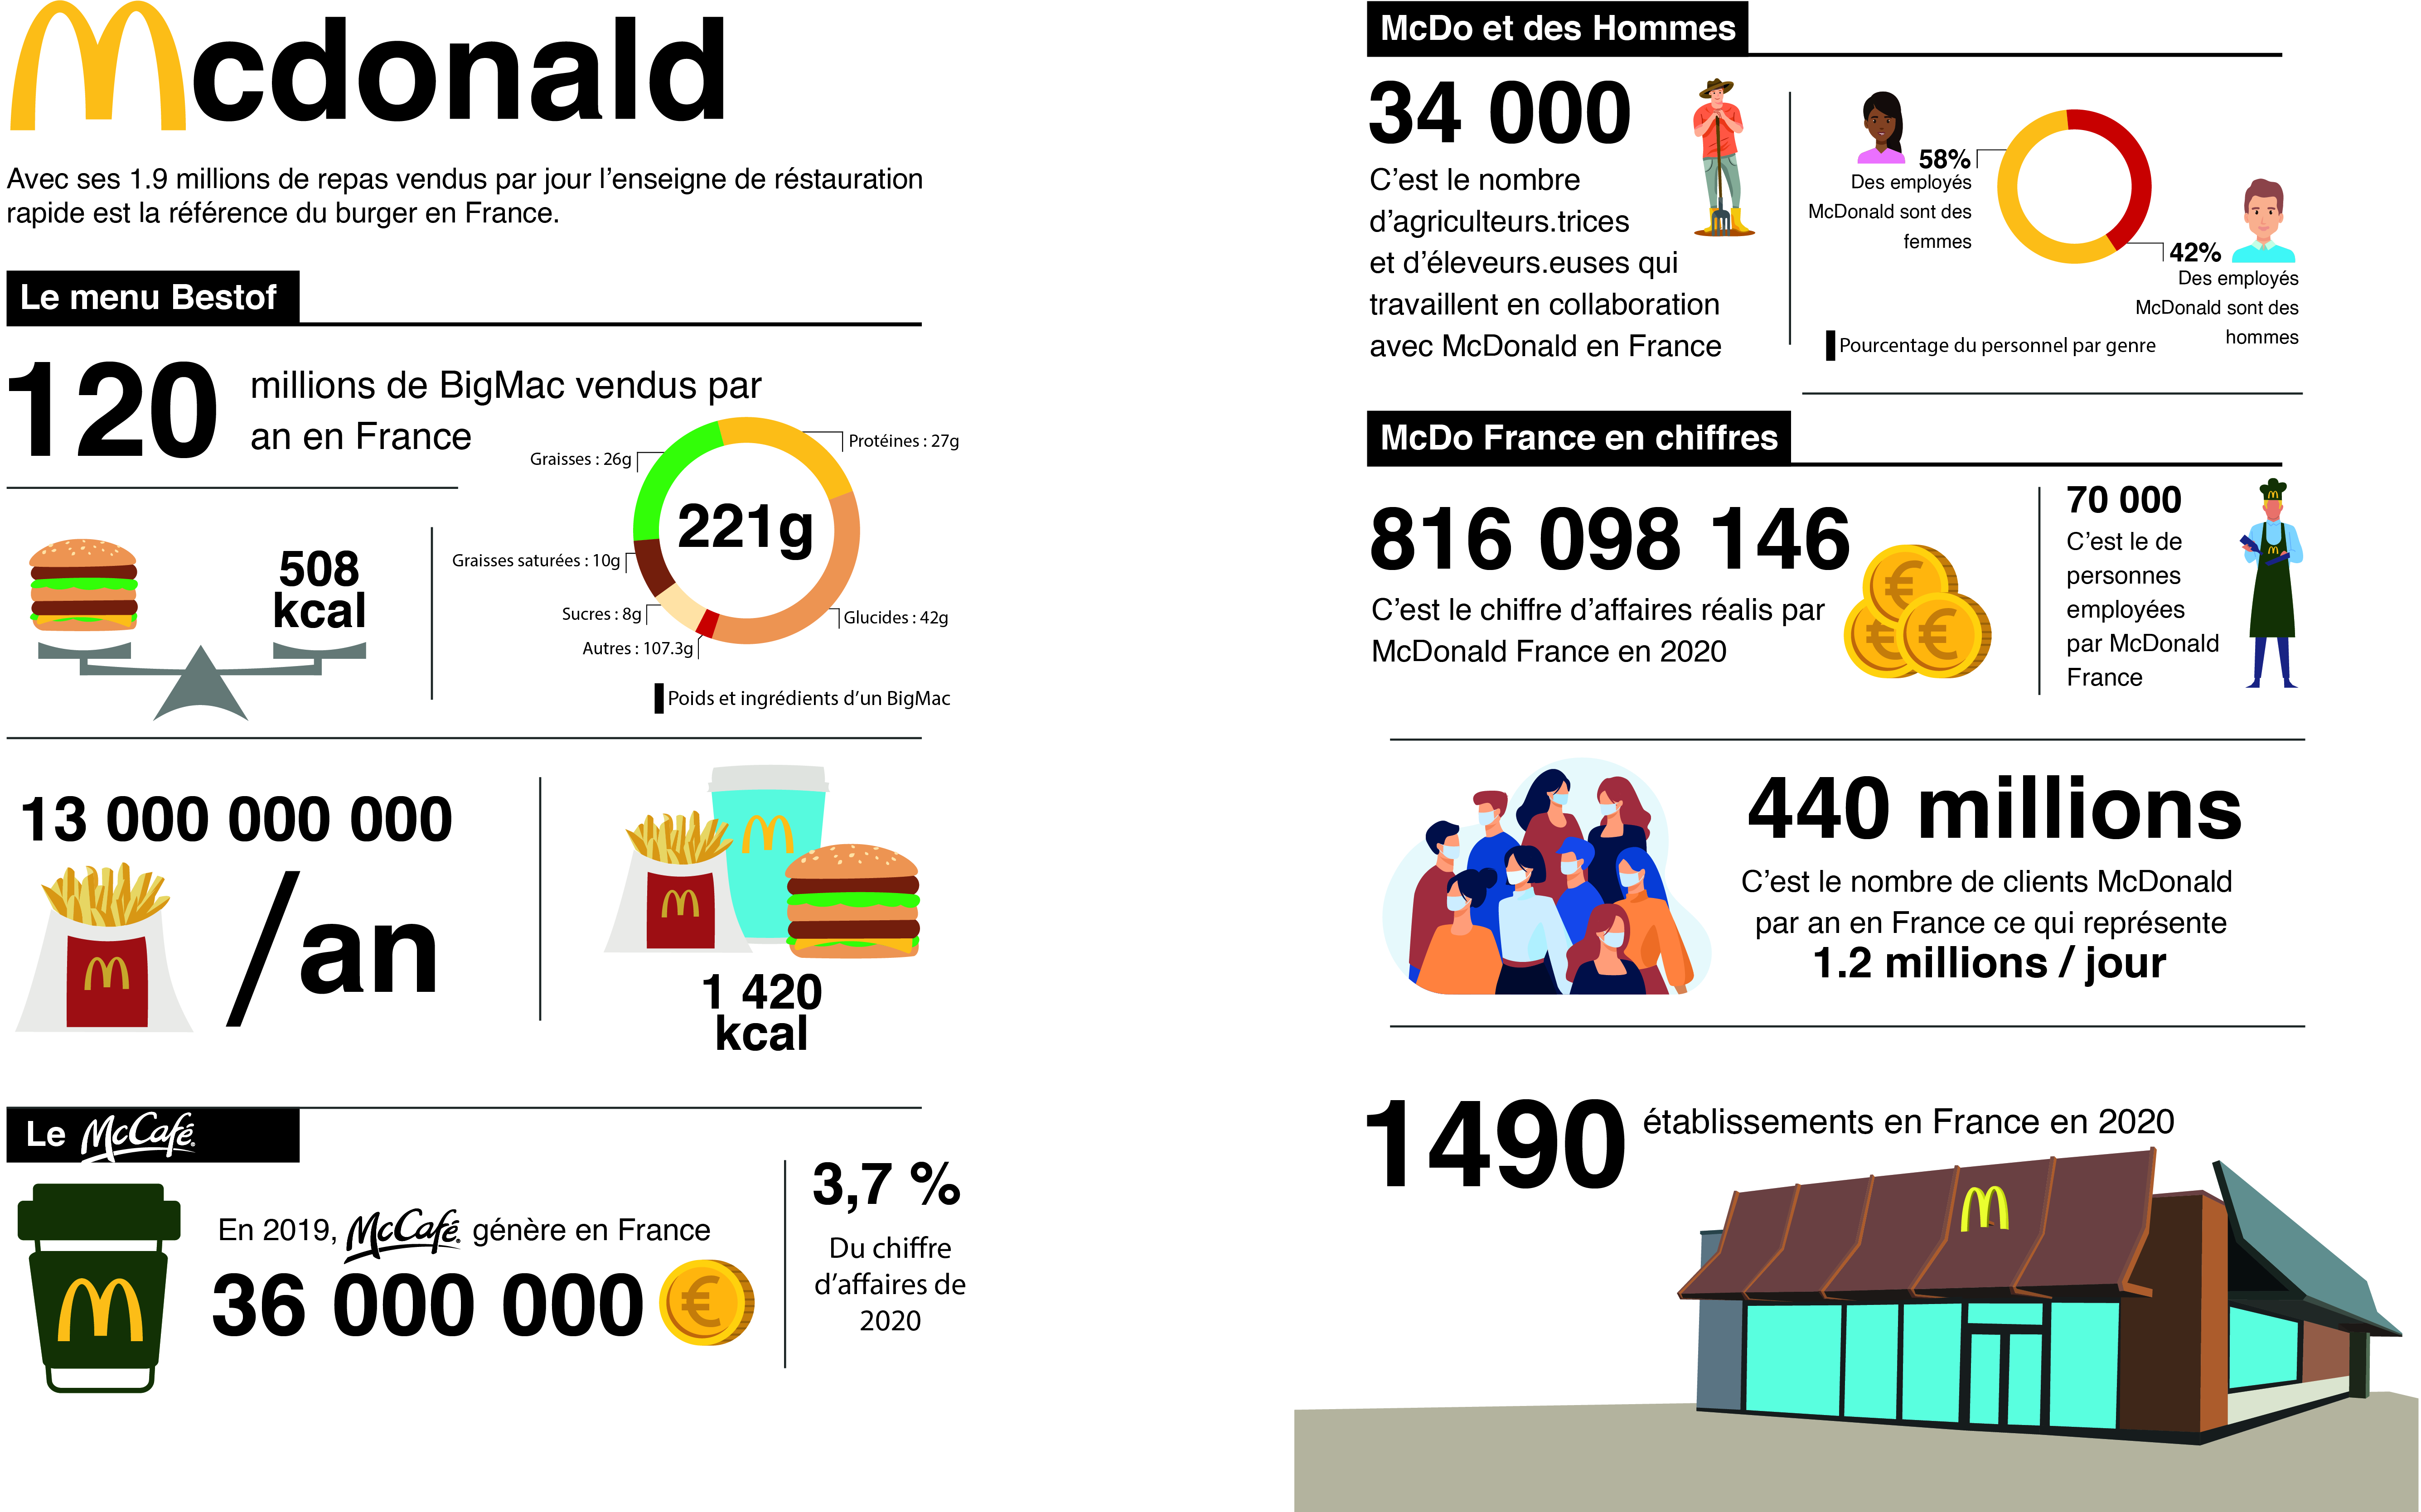 Mcdonald
Avec ses 1.9 millions de repas vendus par jour l’enseigne de réstauration
rapide est la référence du burger en France.
Le menu Bestof
120
millions de BigMac vendus par
an en France
508
kcal
221g
Protéines : 27g
Graisses : 26g
Graisses saturées : 10g
Sucres : 8g
Autres : 107.3g
Glucides : 42g
Poids et ingrédients d’un BigMac
13 000 000 000
/an
1 420
kcal
Le McCafé
En 2019, McCafé génère en France
36 000 000 €
3,7 %
Du chiffre
d’affaires de
2020
McDo et des Hommes
34 000
C’est le nombre
d’agriculteurs.trices
et d’éleveurs.euses qui
travaillent en collaboration
avec McDonald en France
58%
Des employés
McDonald sont des
femmes
42%
Des employés
McDonald sont des
hommes
Pourcentage du personnel par genre
McDo France en chiffres
816 098 146
C’est le chiffre d’affaires réalis par
McDonald France en 2020
€
€ €
70 000
C’est le de
personnes
employées
par McDonald
France
440 millions
C’est le nombre de clients McDonald
par an en France ce qui représente
1.2 millions / jour
1490
établissements en France en 2020